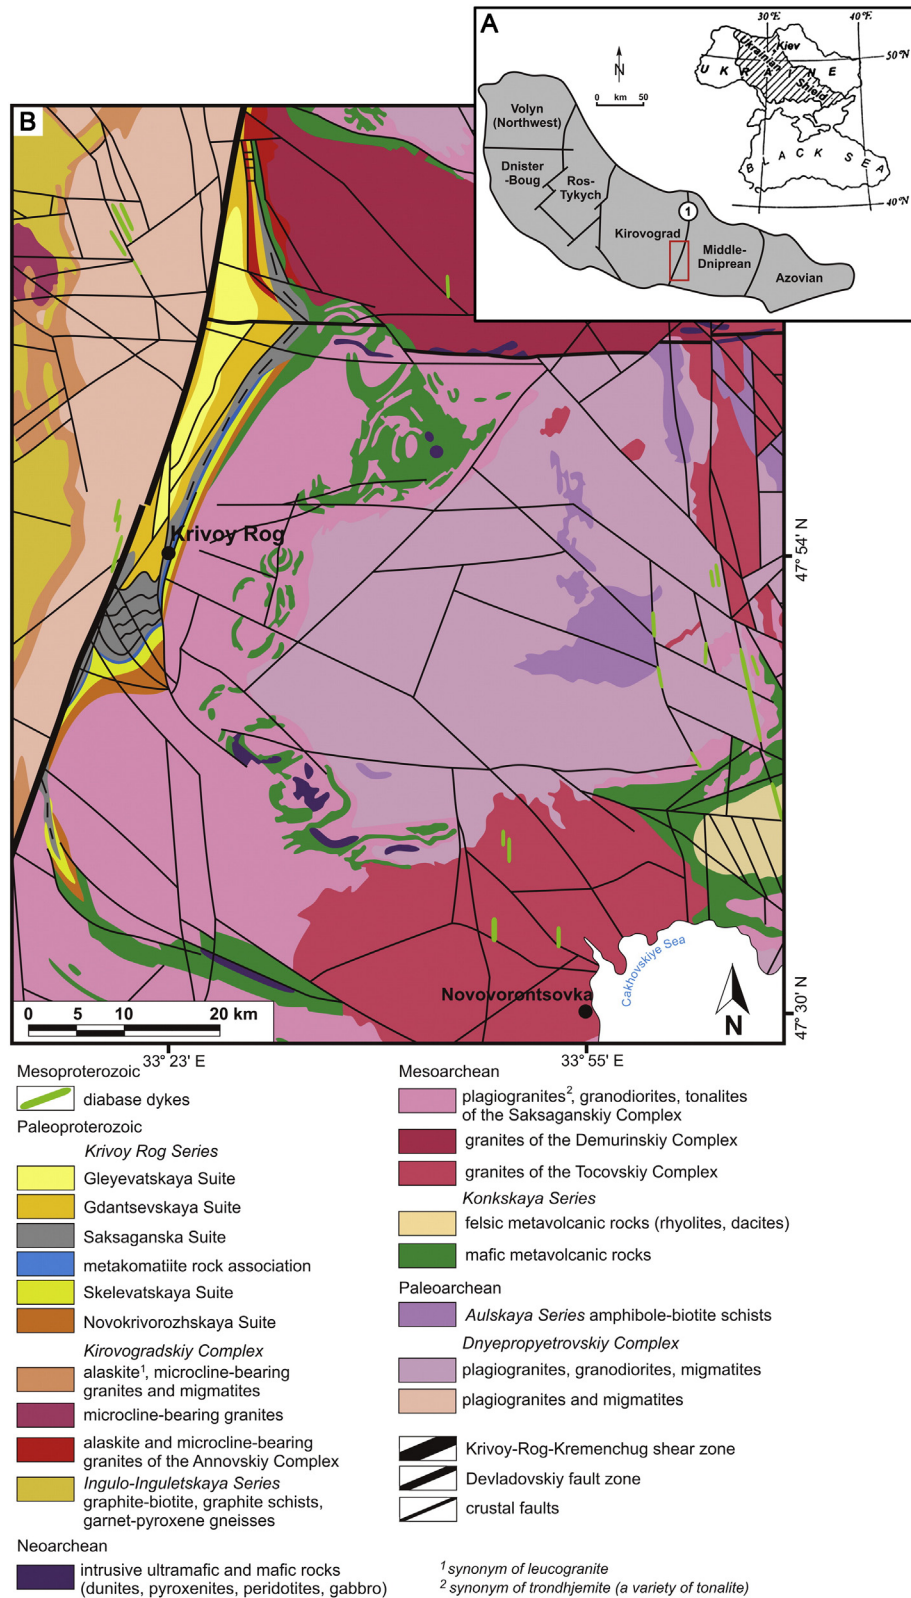 A
30°E
40°E
50°N
40°N
Ukrainian
Shield
Kiev
U K R A I N E
B L A C K S E A
N
0 km 50
Volyn
(Northwest)
Dnister
-Boug
Ros-
Tykych
Kirovograd
1
Middle-
Dniprean
Azovian
B
Krivoy Rog
47° 54' N
Cakhovskiye Sea
Novovorontsovka
N
47° 30' N
0 5 10 20 km
33° 23' E
33° 55' E
Mesoproterozoic
diabase dykes
Paleoproterozoic
Krivoy Rog Series
Gleyevatskaya Suite
Gdantsevskaya Suite
Saksaganska Suite
metakomatiite rock association
Skelevatskaya Suite
Novokrivorozhskaya Suite
Kirovogradskiy Complex
alaskite¹, microcline-bearing
granites and migmatites
microcline-bearing granites
alaskite and microcline-bearing
granites of the Annovskiy Complex
Ingulo-Inguletskaya Series
graphite-biotite, graphite schists,
garnet-pyroxene gneisses
Neoarchean
intrusive ultramafic and mafic rocks
(dunites, pyroxenites, peridotites, gabbro)
Mesoarchean
plagiogranites², granodiorites, tonalites
of the Saksaganskiy Complex
granites of the Demurinskiy Complex
granites of the Tocovskiy Complex
Konkskaya Series
felsic metavolcanic rocks (rhyolites, dacites)
mafic metavolcanic rocks
Paleoarchean
Aulskaya Series amphibole-biotite schists
Dnyepropyetrovskiy Complex
plagiogranites, granodiorites, migmatites
plagiogranites and migmatites
Krivoy-Rog-Kremenchug shear zone
Devladovskiy fault zone
crustal faults
¹ synonym of leucogranite
² synonym of trondhjemite (a variety of tonalite)